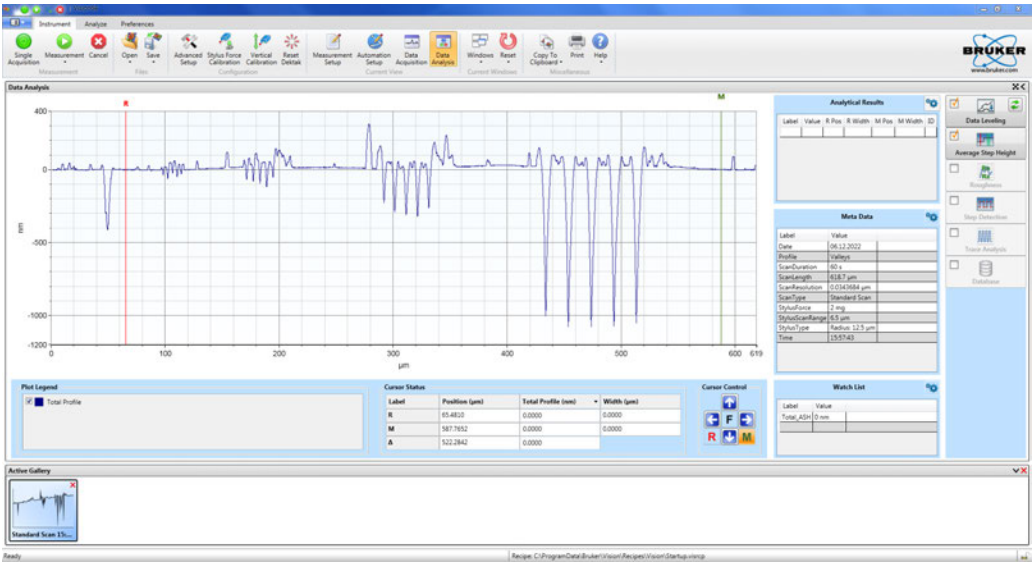 Instrument Analyze Preferences
Single Acquisition Measurement Cancel Open Save Advanced Setup Stylus Force Calibration Vertical Calibration Reset Dektak Measurement Setup Automation Setup Data Acquisition Data Analysis Windows Reset Copy To Clipboard Print Help
Measurement Files Configuration Current View Current Windows Miscellaneous
BRUKER
www.bruker.com
Data Analysis
R
M
400
0
-500
-1000
-1200
nm
0 100 200 300 400 500 600 619
µm
Analytical Results
Label Value R Pos R Width M Pos M Width ID
Meta Data
Label Value
Date 06.12.2022
Profile Valleys
ScanDuration 60 s
ScanLength 618.7 µm
ScanResolution 0.0343684 µm
ScanType Standard Scan
StylusForce 2 mg
StylusScanRange 6.5 µm
StylusType Radius: 12.5 µm
Time 15:57:43
Data Leveling
Average Step Height
Roughness
Step Detection
Trace Analysis
Database
Plot Legend
Total Profile
Cursor Status
Label Position (µm) Total Profile (nm) Width (µm)
R 65.4810 0.0000 0.0000
M 587.7652 0.0000 0.0000
Δ 522.2842 0.0000
Cursor Control
F
R M
Watch List
Label Value
Total_ASH 0 nm
Active Gallery
Standard Scan 15:...
Ready
Recipe: C:\ProgramData\Bruker\Vision\Recipes\Vision\Startup.visrcp